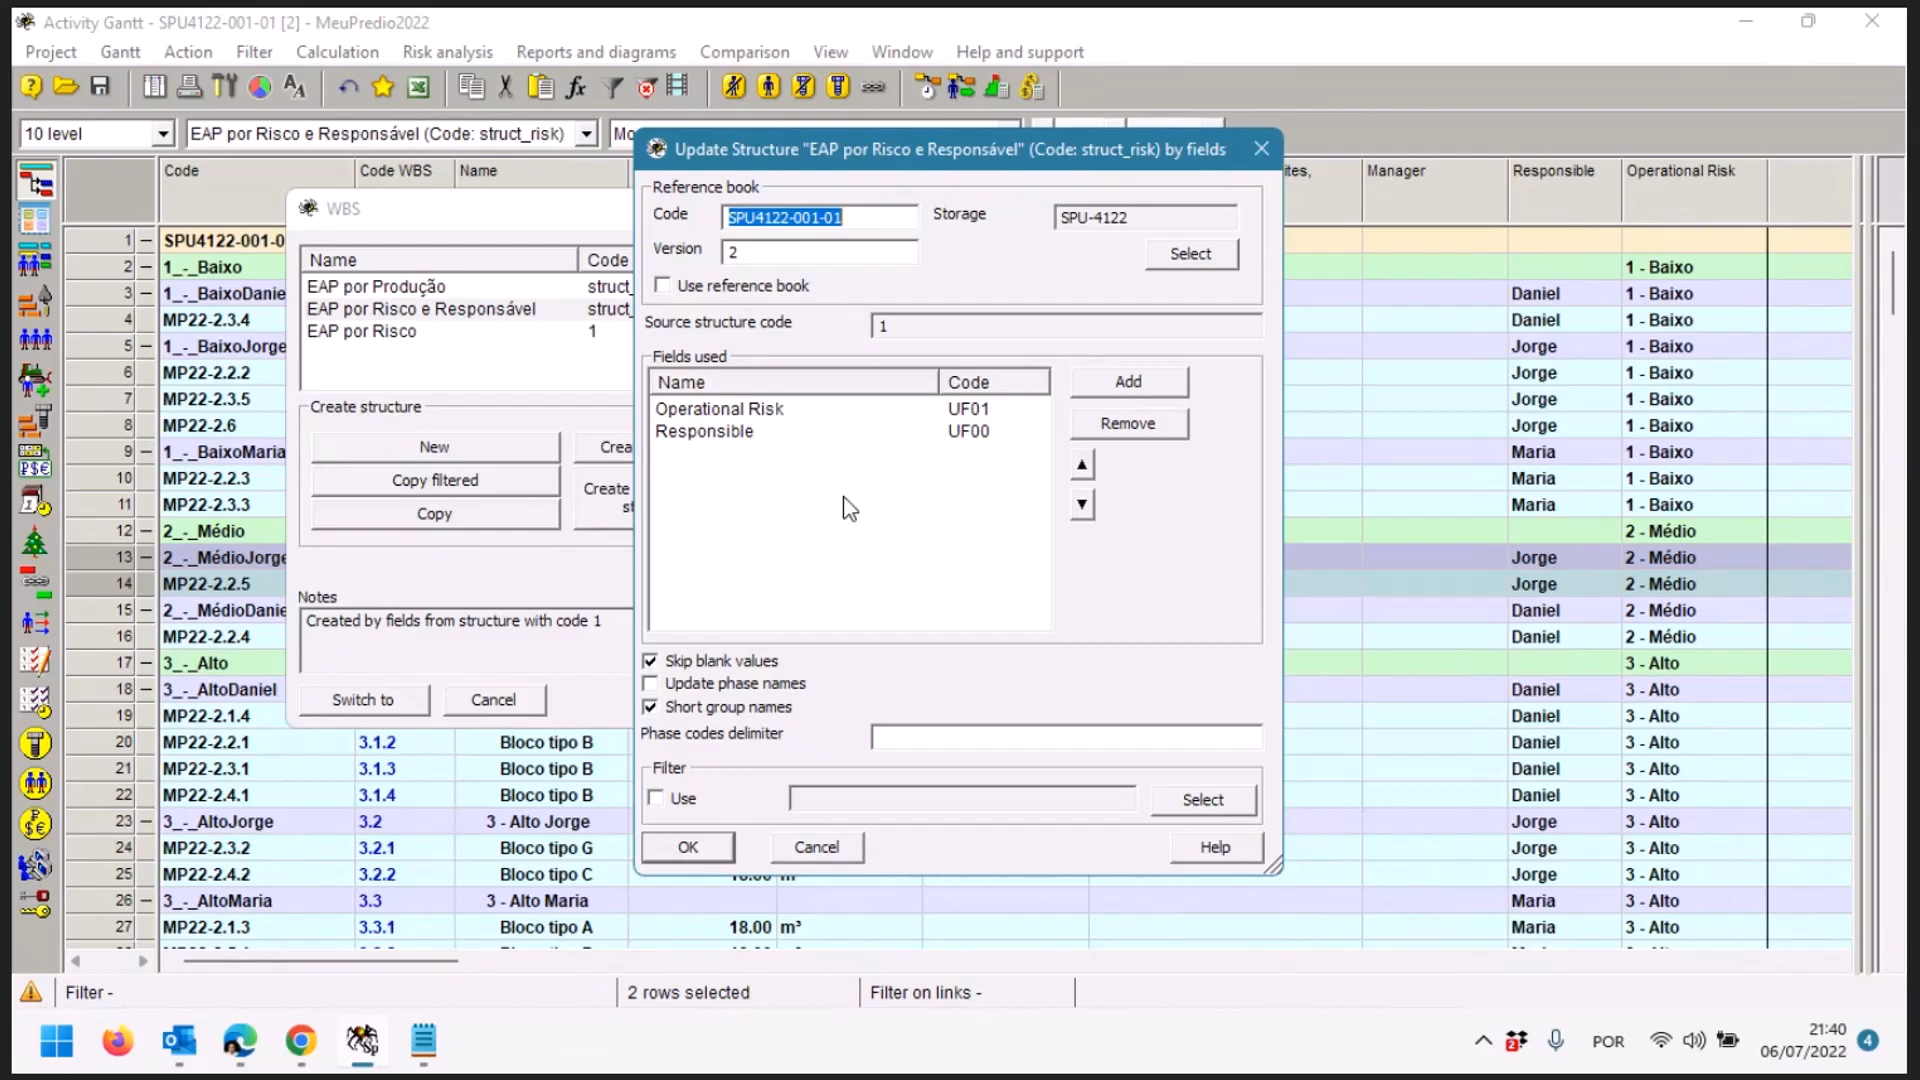 Activity Gantt - SPU4122-001-01 [2] - MeuPredio2022
Project Gantt Action Filter Calculation Risk analysis Reports and diagrams Comparison View Window Help and support
10 level EAP por Risco e Responsável (Code: struct_risk)
Code Code WBS Name Manager Responsible Operational Risk
1 SPU4122-001-0
2 1_-_Baixo 1 - Baixo
3 1_-_BaixoDanie Daniel 1 - Baixo
4 MP22-2.3.4 Daniel 1 - Baixo
5 1_-_BaixoJorge Jorge 1 - Baixo
6 MP22-2.2.2 Jorge 1 - Baixo
7 MP22-2.3.5 Jorge 1 - Baixo
8 MP22-2.6 Jorge 1 - Baixo
9 1_-_BaixoMaria Maria 1 - Baixo
10 MP22-2.2.3 Maria 1 - Baixo
11 MP22-2.3.3 Maria 1 - Baixo
12 2_-_Médio 2 - Médio
13 2_-_MédioJorge Jorge 2 - Médio
14 MP22-2.2.5 Jorge 2 - Médio
15 2_-_MédioDanie Daniel 2 - Médio
16 MP22-2.2.4 Daniel 2 - Médio
17 3_-_Alto 3 - Alto
18 3_-_AltoDaniel Daniel 3 - Alto
19 MP22-2.1.4 Daniel 3 - Alto
20 MP22-2.2.1 3.1.2 Bloco tipo B Daniel 3 - Alto
21 MP22-2.3.1 3.1.3 Bloco tipo B Daniel 3 - Alto
22 MP22-2.4.1 3.1.4 Bloco tipo B Daniel 3 - Alto
23 3_-_AltoJorge 3.2 3 - Alto Jorge Jorge 3 - Alto
24 MP22-2.3.2 3.2.1 Bloco tipo G Jorge 3 - Alto
25 MP22-2.4.2 3.2.2 Bloco tipo C Jorge 3 - Alto
26 3_-_AltoMaria 3.3 3 - Alto Maria Maria 3 - Alto
27 MP22-2.1.3 3.3.1 Bloco tipo A 18.00 m³ Maria 3 - Alto
WBS
Name Code
EAP por Produção struct_
EAP por Risco e Responsável struct_
EAP por Risco 1
Create structure
New
Copy filtered Create
Copy
Notes
Created by fields from structure with code 1
Switch to Cancel
Update Structure "EAP por Risco e Responsável" (Code: struct_risk) by fields
Reference book
Code SPU4122-001-01 Storage SPU-4122
Version 2 Select
Use reference book
Source structure code 1
Fields used
Name Code
Operational Risk UF01
Responsible UF00
Add
Remove
Skip blank values
Update phase names
Short group names
Phase codes delimiter
Filter
Use Select
OK Cancel Help
Filter - 2 rows selected Filter on links -
POR 21:40
06/07/2022 4